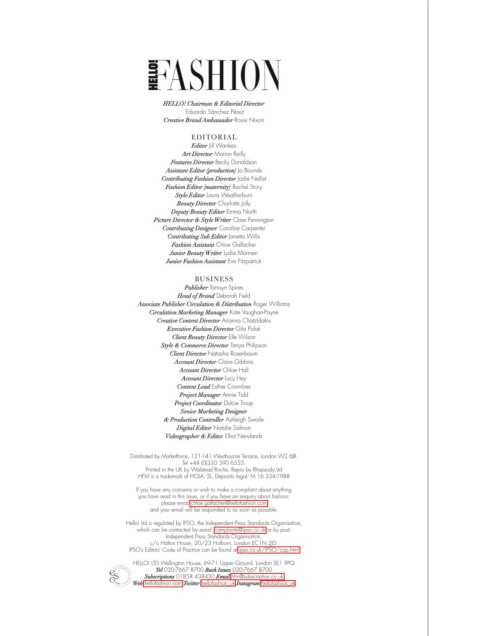 HELLO! FASHION
HELLO! Chairman & Editorial Director
Eduardo Sánchez Pérez
Creative Brand Ambassador Rosie Nixon
EDITORIAL
Editor Jill Wanless
Art Director Marion Reilly
Features Director Becky Donaldson
Assistant Editor (production) Jo Bounds
Contributing Fashion Director Jodie Nellist
Fashion Editor (maternity) Rachel Story
Style Editor Laura Weatherburn
Beauty Director Charlotte Jolly
Deputy Beauty Editor Emma North
Picture Director & Style Writer Clare Pennington
Contributing Designer Caroline Carpenter
Contributing Sub Editor Janetta Willis
Fashion Assistant Chloe Gallacher
Junior Beauty Writer Lydia Mormen
Junior Fashion Assistant Eve Fitzpatrick
BUSINESS
Publisher Tamsyn Spires
Head of Brand Deborah Field
Associate Publisher Circulation & Distribution Roger Williams
Circulation Marketing Manager Kate Vaughan-Payne
Creative Content Director Arianna Chatzidakis
Executive Fashion Director Gila Polak
Client Beauty Director Elle Wilson
Style & Commerce Director Tanya Philipson
Client Director Natasha Rosenbaum
Account Director Claire Gibbins
Account Director Chloe Hall
Account Director Lucy Hey
Content Lead Esther Coombes
Project Manager Annie Tidd
Project Coordinator Dulcie Troup
Senior Marketing Designer
& Production Controller Ashleigh Swaile
Digital Editor Natalie Salmon
Videographer & Editor Elliot Newlands
Distributed by Marketforce, 121-141 Westbourne Terrace, London W2 6JR.
Tel +44 (0)330 390 6555.
Printed in the UK by Walstead Roche. Repro by Rhapsody Ltd
HFM is a trademark of HOLA. SL. Deposito legal: M 16.334-1988
If you have any concerns or wish to make a complaint about anything
you have read in this issue, or if you have an enquiry about fashion,
please email chloe.gallacher@hellofashion.com
and your email will be responded to as soon as possible.
Hello! Ltd is regulated by IPSO, the Independent Press Standards Organisation,
which can be contacted by email: complaints@ipso.co.uk or by post:
Independent Press Standards Organisation,
c/o Halton House, 20/23 Holborn, London EC1N 2JD.
IPSO's Editors' Code of Practice can be found at ipso.co.uk/IPSO/cop.html
HELLO! LTD Wellington House, 69-71 Upper Ground, London SE1 9PQ
Tel 020-7667 8700 Back Issues 020-7667 8700
Subscriptions 01858 438430 Email @subscription.co.uk
Web hellofashion.com Twitter hellofashion_uk Instagram hellofashion_uk